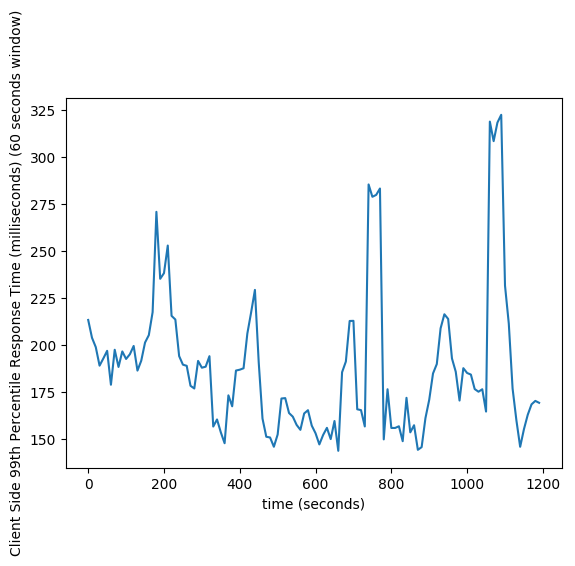 Client Side 99th Percentile Response Time (milliseconds) (60 seconds window)
325
300
275
250
225
200
175
150
0 200 400 600 800 1000 1200
time (seconds)